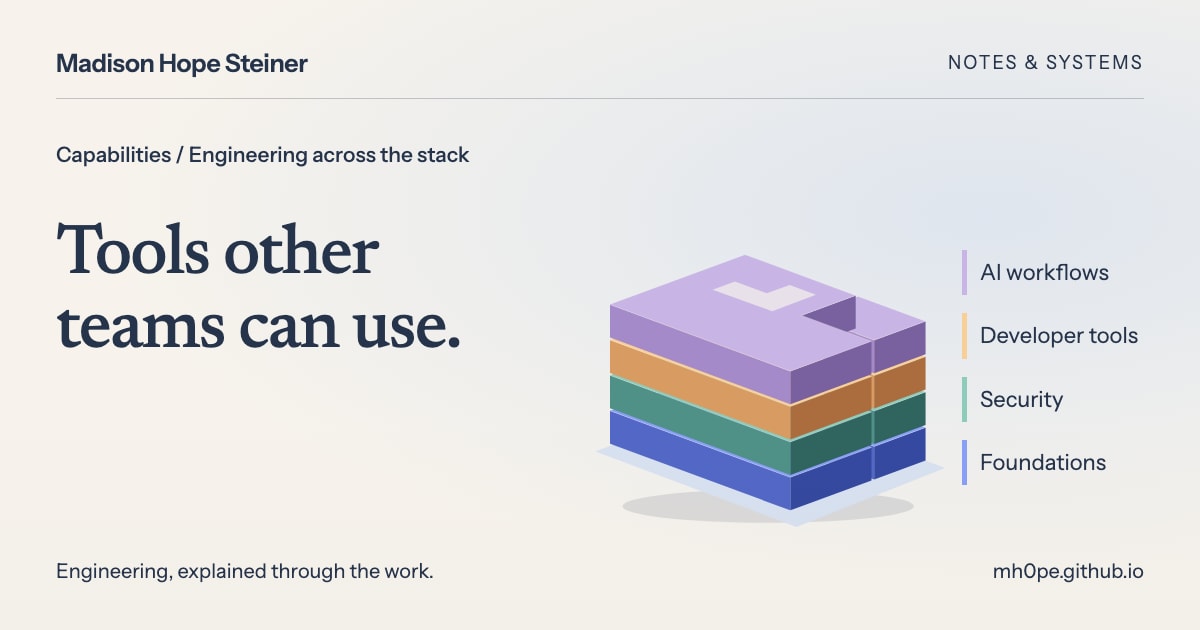 Madison Hope Steiner
NOTES & SYSTEMS
Capabilities / Engineering across the stack
Tools other
teams can use.
AI workflows
Developer tools
Security
Foundations
Engineering, explained through the work.
mh0pe.github.io